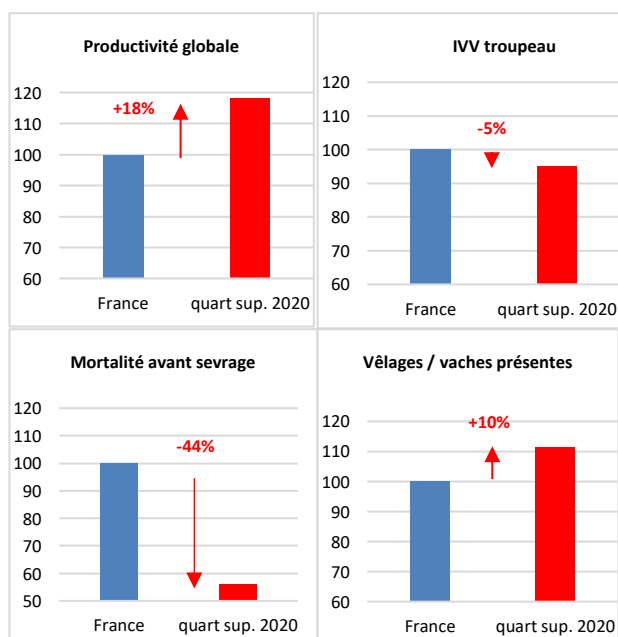 Productivité globale
120
110
100
90
80
70
60
+18%
France
quart sup. 2020
IVV troupeau
120
110
100
90
80
70
60
-5%
France
quart sup. 2020
Mortalité avant sevrage
120
110
100
90
80
70
60
50
-44%
France
quart sup. 2020
Vêlages / vaches présentes
120
110
100
90
80
70
60
+10%
France
quart sup. 2020